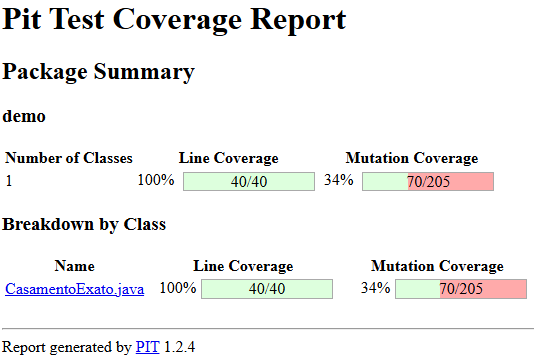 Pit Test Coverage Report
Package Summary
demo
Number of Classes Line Coverage Mutation Coverage
1 100% 40/40 34% 70/205
Breakdown by Class
Name Line Coverage Mutation Coverage
CasamentoExato.java 100% 40/40 34% 70/205
Report generated by PIT 1.2.4